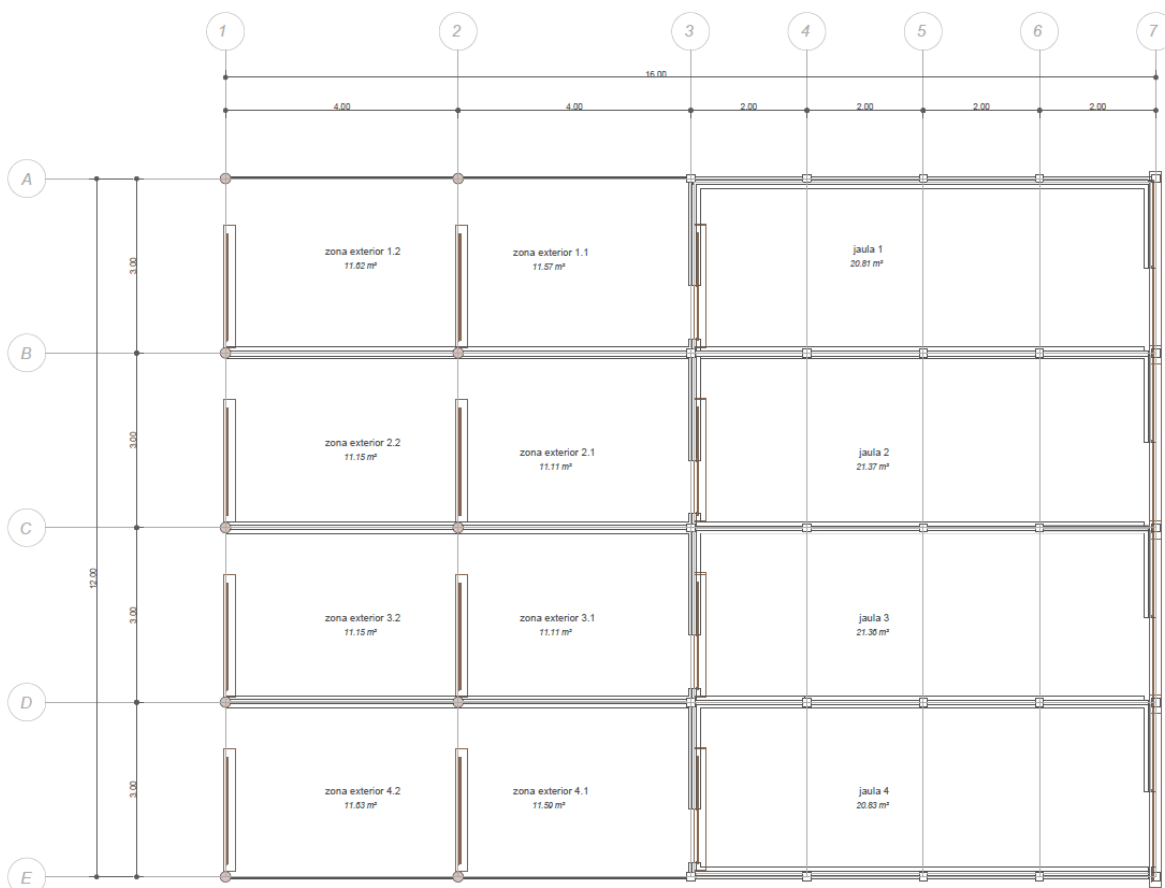 1 2 3 4 5 6 7
16.00
4.00 4.00 2.00 2.00 2.00 2.00
A
zona exterior 1.2
11.62 m²
zona exterior 1.1
11.57 m²
jaula 1
20.81 m²
3.00
B
zona exterior 2.2
11.15 m²
zona exterior 2.1
11.11 m²
jaula 2
21.37 m²
3.00
C
12.00
zona exterior 3.2
11.15 m²
zona exterior 3.1
11.11 m²
jaula 3
21.36 m²
3.00
D
zona exterior 4.2
11.63 m²
zona exterior 4.1
11.59 m²
jaula 4
20.83 m²
3.00
E